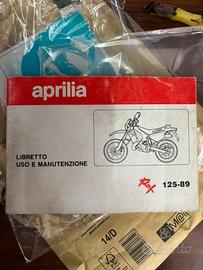 aprilia
LIBRETTO
USO E MANUTENZIONE
RX 125-89
14/D